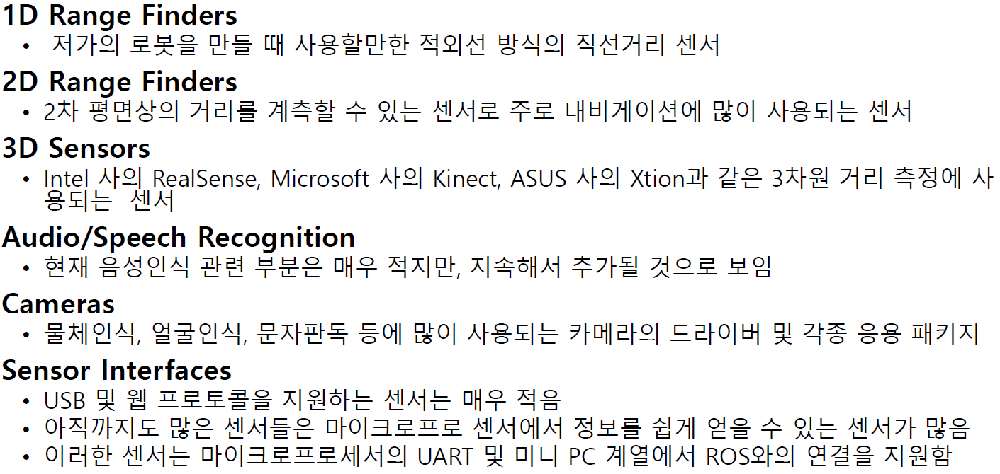 1D Range Finders
• 저가의 로봇을 만들 때 사용할만한 적외선 방식의 직선거리 센서
2D Range Finders
• 2차 평면상의 거리를 계측할 수 있는 센서로 주로 내비게이션에 많이 사용되는 센서
3D Sensors
• Intel 사의 RealSense, Microsoft 사의 Kinect, ASUS 사의 Xtion과 같은 3차원 거리 측정에 사
용되는 센서
Audio/Speech Recognition
• 현재 음성인식 관련 부분은 매우 적지만, 지속해서 추가될 것으로 보임
Cameras
• 물체인식, 얼굴인식, 문자판독 등에 많이 사용되는 카메라의 드라이버 및 각종 응용 패키지
Sensor Interfaces
• USB 및 웹 프로토콜을 지원하는 센서는 매우 적음
• 아직까지도 많은 센서들은 마이크로프로 센서에서 정보를 쉽게 얻을 수 있는 센서가 많음
• 이러한 센서는 마이크로프로세서의 UART 및 미니 PC 계열에서 ROS와의 연결을 지원함